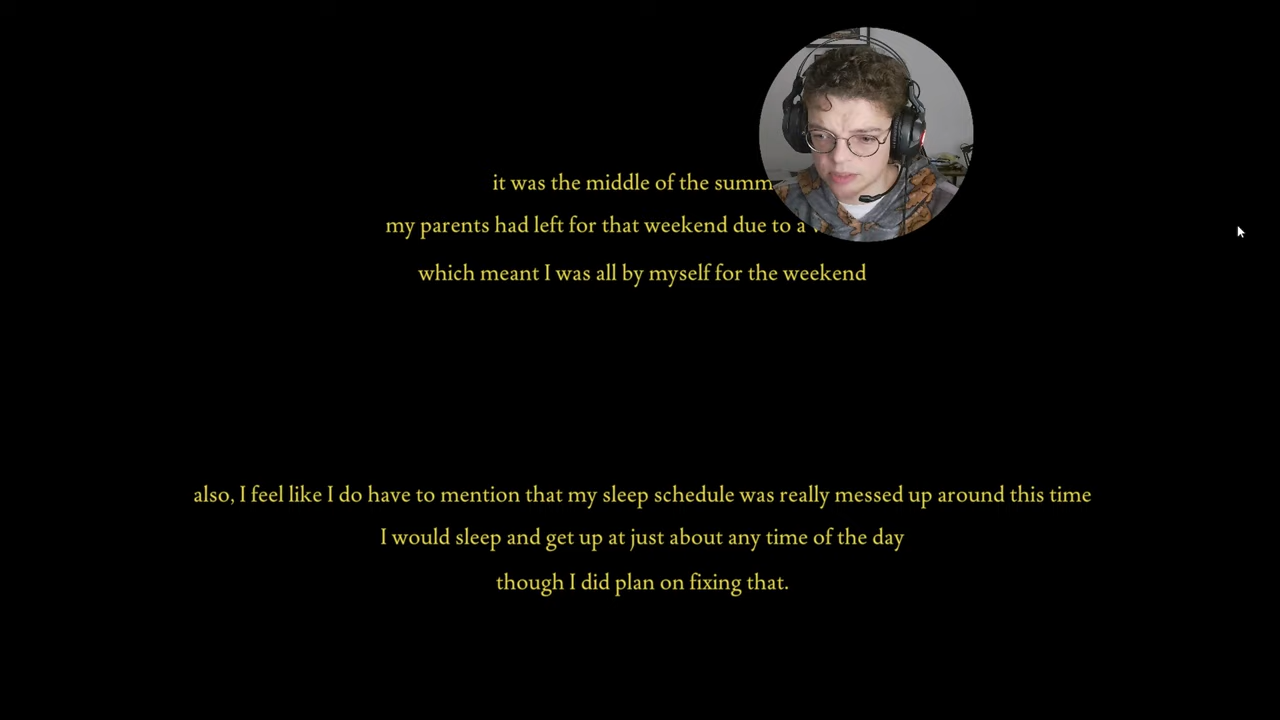 it was the middle of the
my parents had left for that weekend due to a
which meant I was all by myself for the weekend
also, I feel like I do have to mention that my sleep schedule was really messed up around this time
I would sleep and get up at just about any time of the day
though I did plan on fixing that.